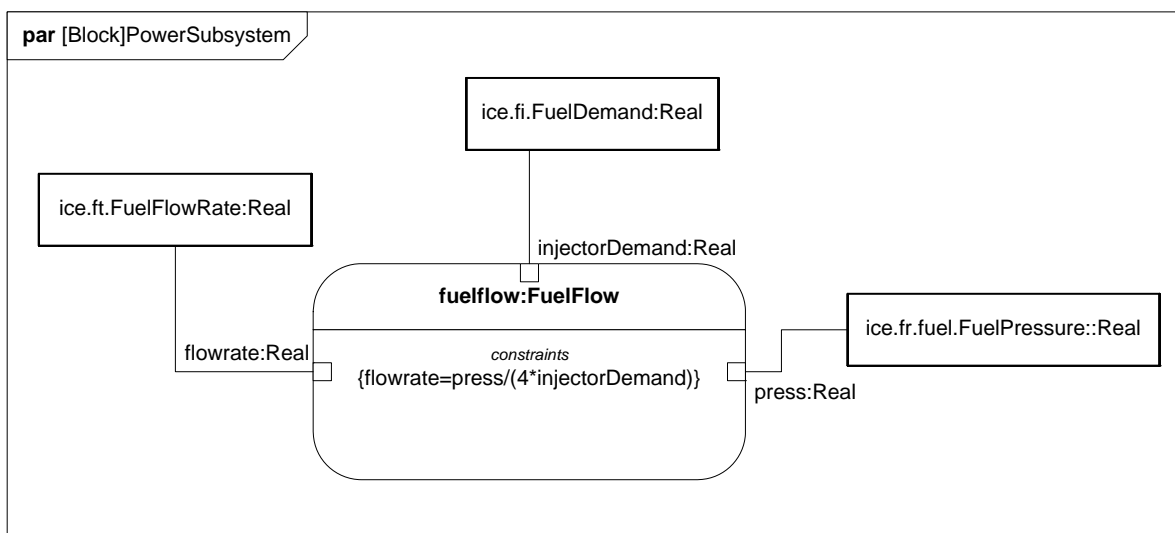 par [Block]PowerSubsystem
ice.fi.FuelDemand:Real
ice.ft.FuelFlowRate:Real
injectorDemand:Real
fuelflow:FuelFlow
ice.fr.fuel.FuelPressure::Real
flowrate:Real
constraints
{flowrate=press/(4*injectorDemand)}
press:Real